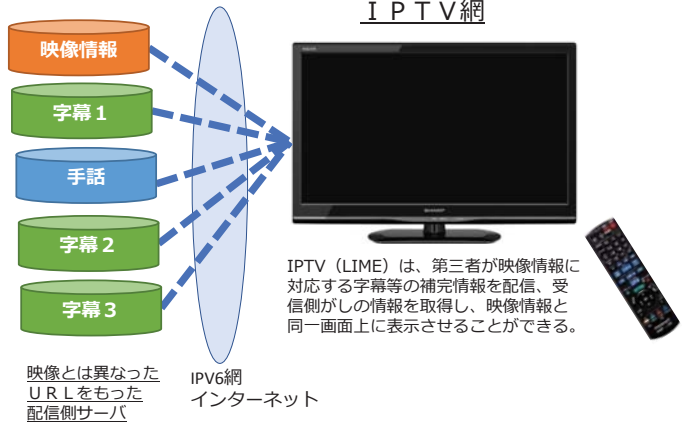 ＩＰＴＶ網
映像情報
字幕１
手話
字幕２
字幕３
SHARP
IPTV（LIME）は、第三者が映像情報に
対応する字幕等の補完情報を配信、受
信側がしの情報を取得し、映像情報と
同一画面上に表示させることができる。
映像とは異なった
ＵＲＬをもった
配信側サーバ
IPV6網
インターネット